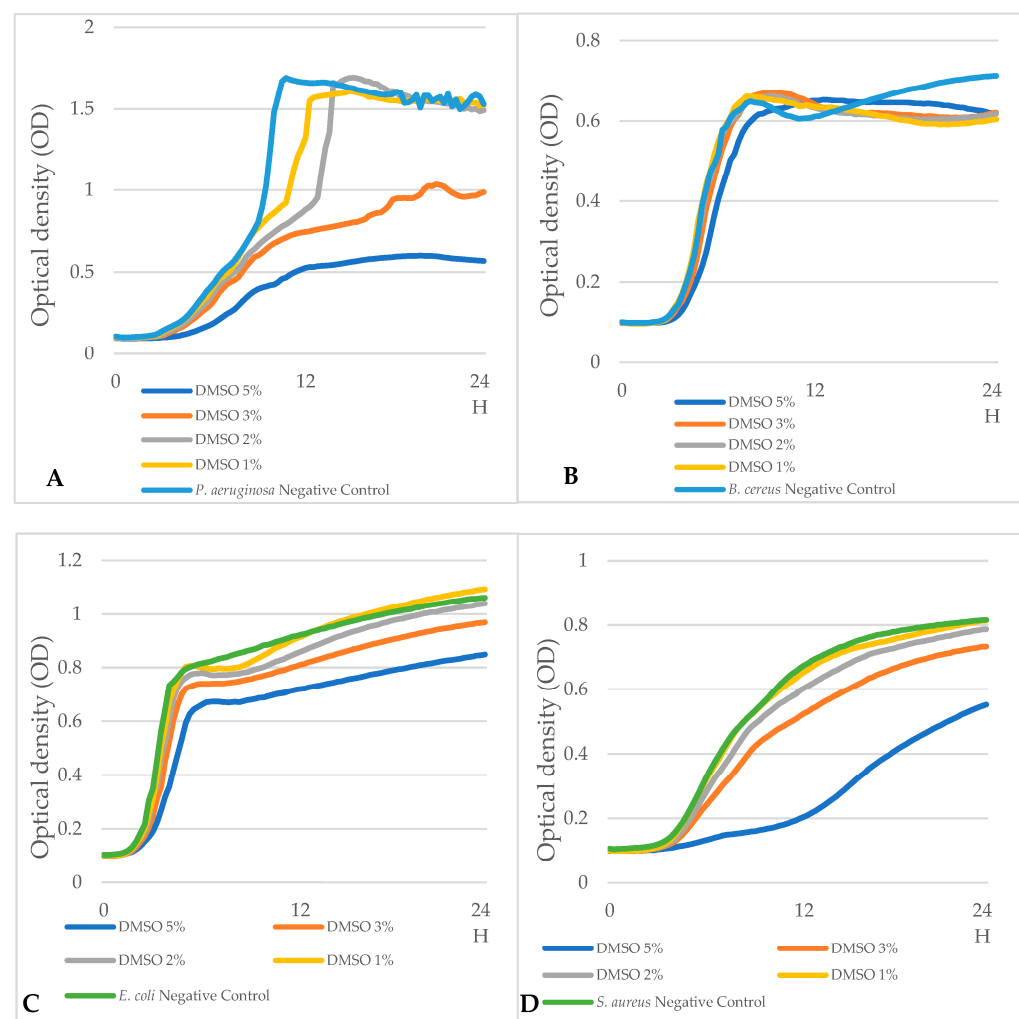 2
1.5
1
0.5
0
Optical density (OD)
0 12 24
H
DMSO 5%
DMSO 3%
DMSO 2%
DMSO 1%
P. aeruginosa Negative Control
A
0.8
0.6
0.4
0.2
0
Optical density (OD)
0 12 24
H
DMSO 5%
DMSO 3%
DMSO 2%
DMSO 1%
B. cereus Negative Control
B
1.2
1
0.8
0.6
0.4
0.2
0
Optical density (OD)
0 12 24
H
DMSO 5% DMSO 3%
DMSO 2% DMSO 1%
E. coli Negative Control
C
1
0.8
0.6
0.4
0.2
0
Optical density (OD)
0 12 24
H
DMSO 5% DMSO 3%
DMSO 2% DMSO 1%
S. aureus Negative Control
D